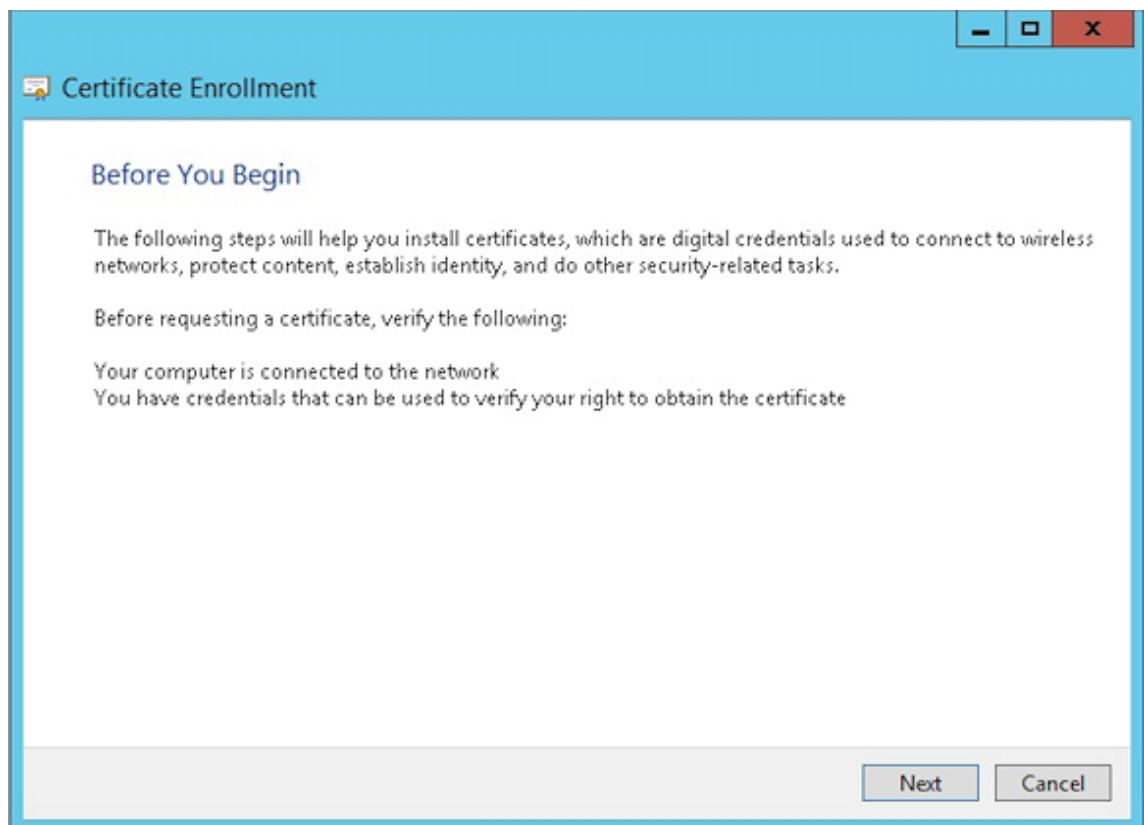 Certificate Enrollment
Before You Begin
The following steps will help you install certificates, which are digital credentials used to connect to wireless
networks, protect content, establish identity, and do other security-related tasks.
Before requesting a certificate, verify the following:
Your computer is connected to the network
You have credentials that can be used to verify your right to obtain the certificate
Next Cancel